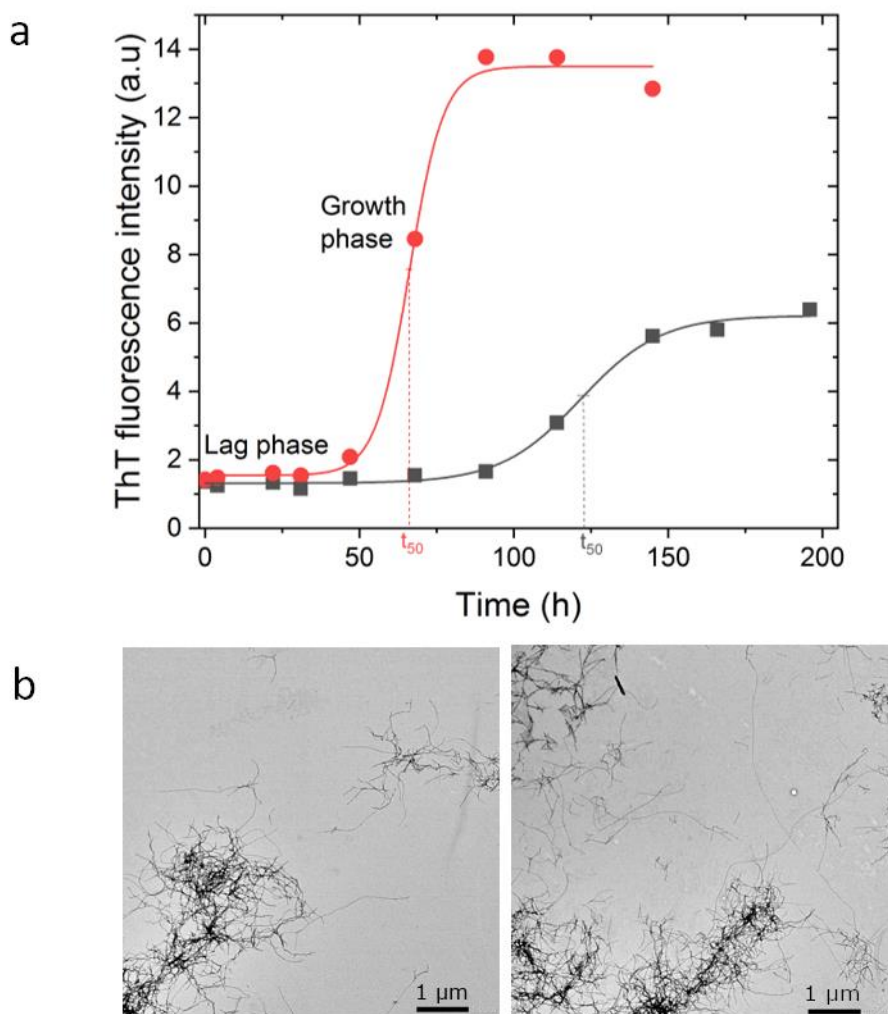 a
ThT fluorescence intensity (a.u)
14
12
10
8
6
4
2
0
Growth
phase
Lag phase
t50
t50
0
50
100
150
200
Time (h)
b
1 µm
1 µm